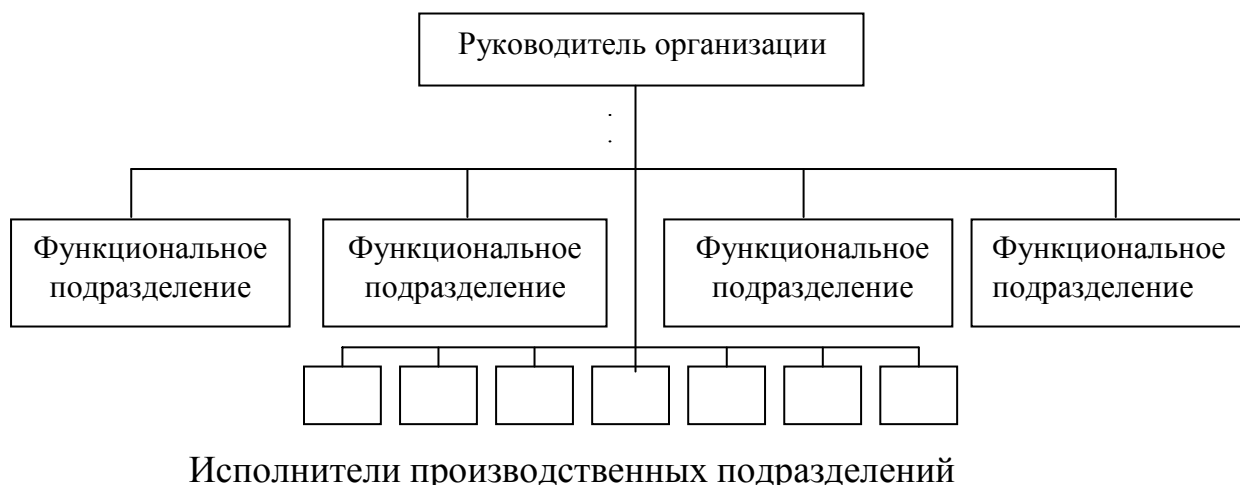 Руководитель организации
Функциональное
подразделение
Функциональное
подразделение
Функциональное
подразделение
Функциональное
подразделение
Исполнители производственных подразделений